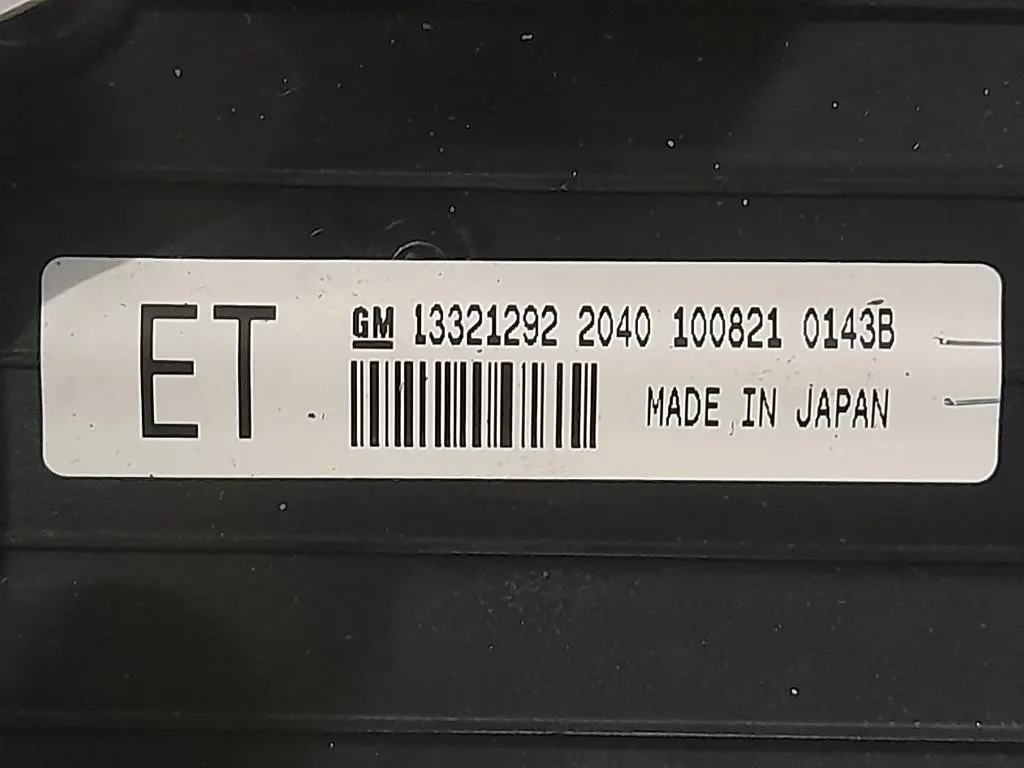 ET
GM 13321292 2040 100821 0143B
MADE IN JAPAN